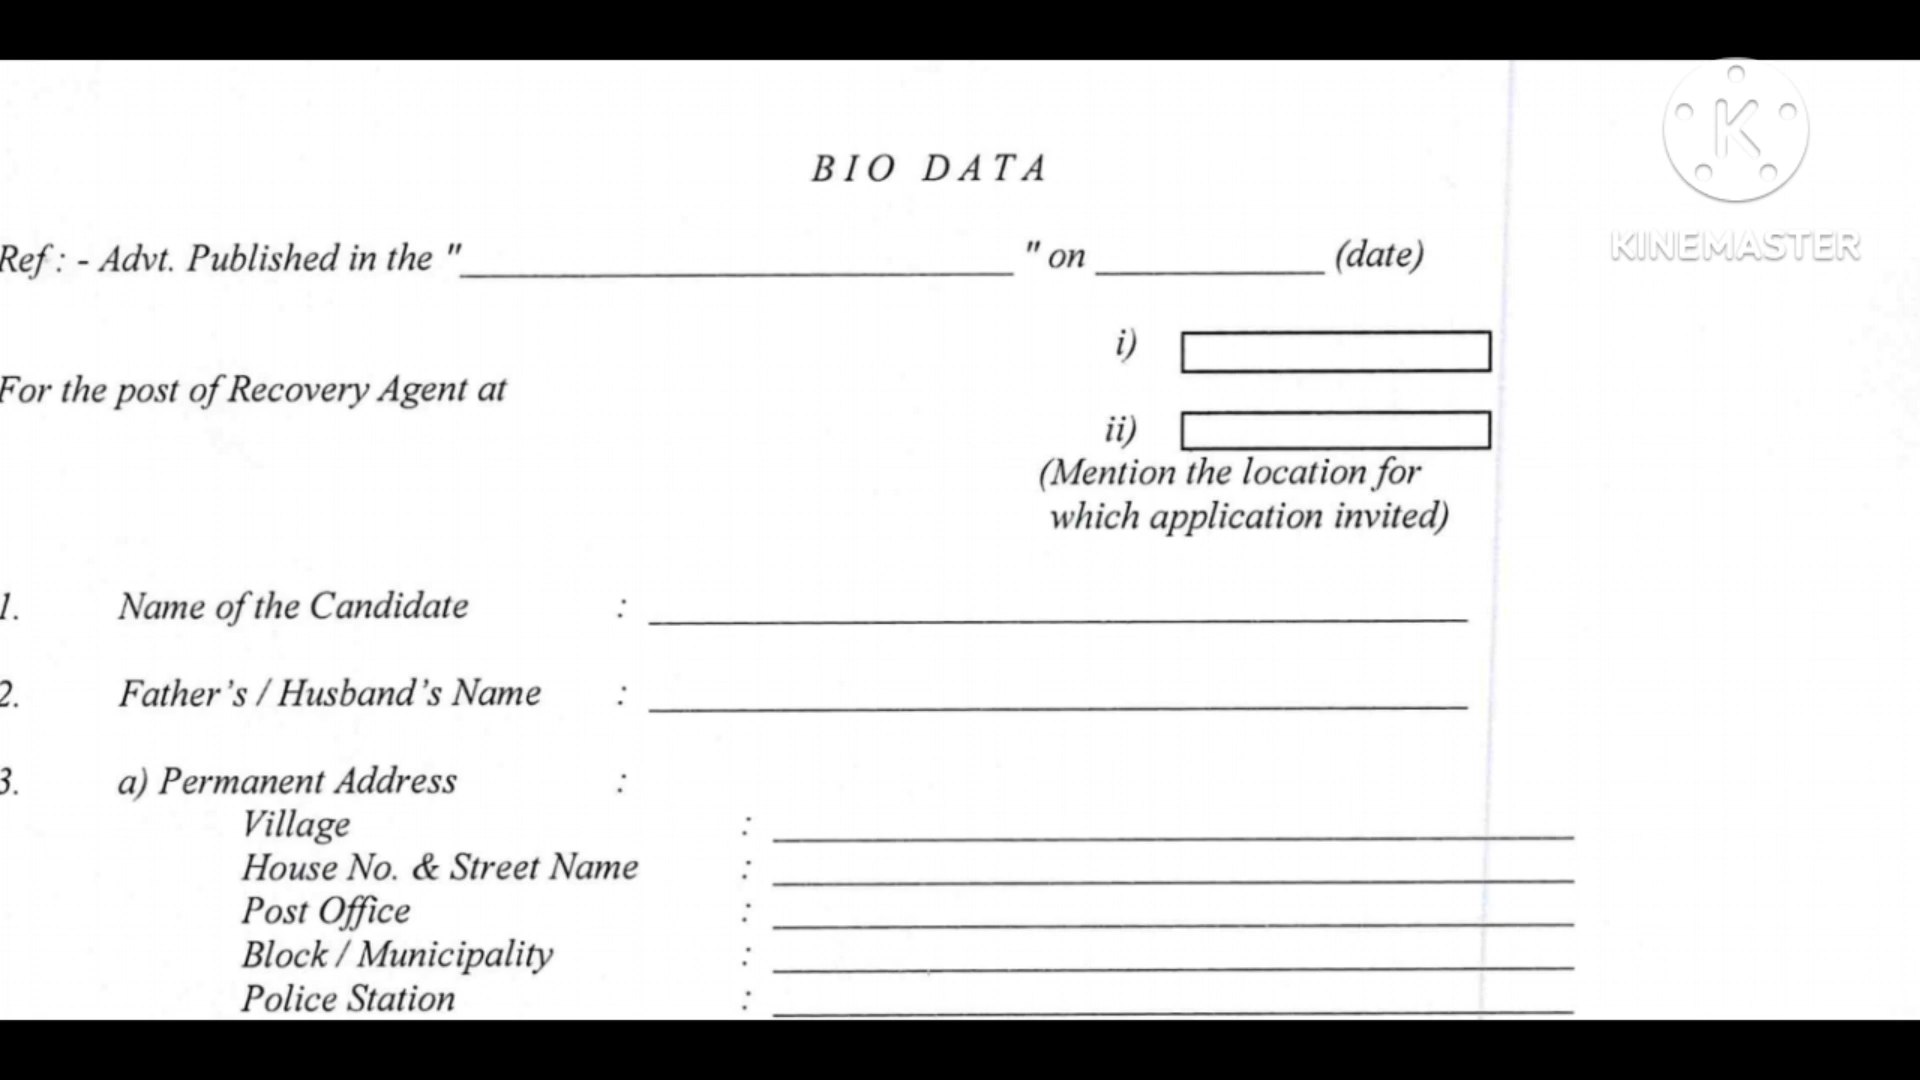 BIO DATA
Ref : - Advt. Published in the "____________________" on __________ (date)
i)
For the post of Recovery Agent at
ii)
(Mention the location for
which application invited)
1. Name of the Candidate :
2. Father's / Husband's Name :
3. a) Permanent Address :
Village :
House No. & Street Name :
Post Office :
Block / Municipality :
Police Station :
K
KINEMASTER